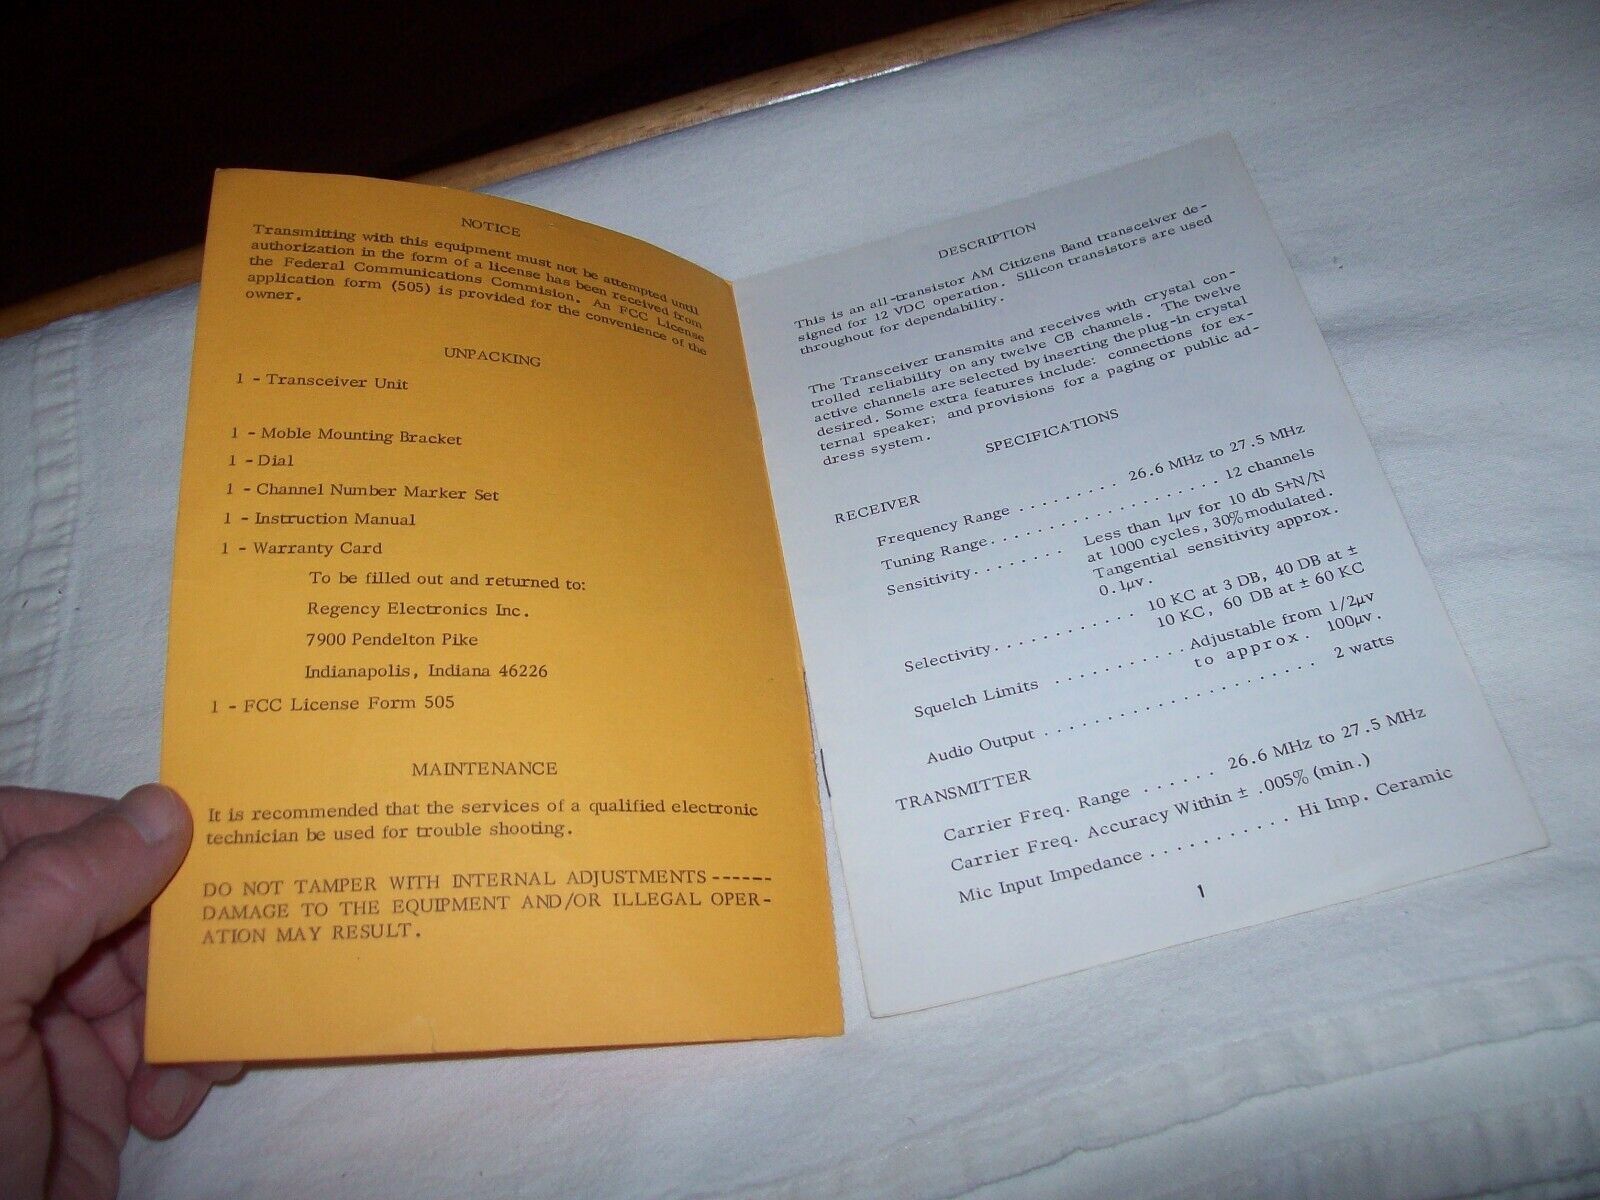 NOTICE
Transmitting with this equipment must not be attempted until
authorization in the form of a license has been received from
the Federal Communications Commision. An FCC License
application form (505) is provided for the convenience of the
owner.
UNPACKING
1 - Transceiver Unit
1 - Moble Mounting Bracket
1 - Dial
1 - Channel Number Marker Set
1 - Instruction Manual
1 - Warranty Card
To be filled out and returned to:
Regency Electronics Inc.
7900 Pendelton Pike
Indianapolis, Indiana 46226
1 - FCC License Form 505
MAINTENANCE
It is recommended that the services of a qualified electronic
technician be used for trouble shooting.
DO NOT TAMPER WITH INTERNAL ADJUSTMENTS ------
DAMAGE TO THE EQUIPMENT AND/OR ILLEGAL OPER-
ATION MAY RESULT.
DESCRIPTION
This is an all-transistor AM Citizens Band transceiver de-
signed for 12 VDC operation. Silicon transistors are used
throughout for dependability.
The Transceiver transmits and receives with crystal con-
trolled reliability on any twelve CB channels. The twelve
active channels are selected by inserting the plug-in crystal
desired. Some extra features include: connections for ex-
ternal speaker; and provisions for a paging or public ad-
dress system.
SPECIFICATIONS
RECEIVER
Frequency Range ........ 26.6 MHz to 27.5 MHz
Tuning Range.................... 12 channels
Sensitivity........ Less than 1µv for 10 db S+N/N
at 1000 cycles, 30% modulated.
Tangential sensitivity approx.
0.1µv.
Selectivity............ 10 KC at 3 DB, 40 DB at ±
10 KC, 60 DB at ± 60 KC
Squelch Limits ........... Adjustable from 1/2µv
to approx. 100µv.
Audio Output ...................... 2 watts
TRANSMITTER
Carrier Freq. Range ...... 26.6 MHz to 27.5 MHz
Carrier Freq. Accuracy Within ± .005% (min.)
Mic Input Impedance ........... Hi Imp. Ceramic
1